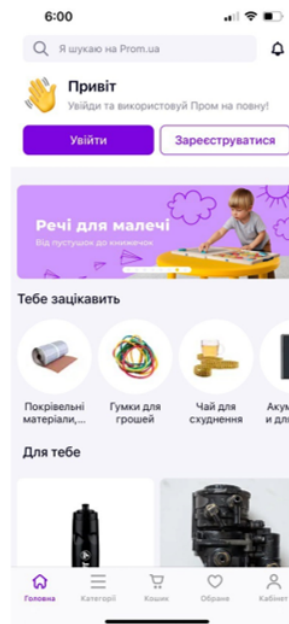 6:00
Я шукаю на Prom.ua
Привіт
Увійди та використовуй Пром на повну!
Увійти
Зареєструватися
Речі для малечі
Від пустушок до книжечок
Тебе зацікавить
Покрівельні
матеріали,...
Гумки для
грошей
Чай для
схуднення
Акум
и для
Для тебе
Головна
Категорії
Кошик
Обране
Кабінет